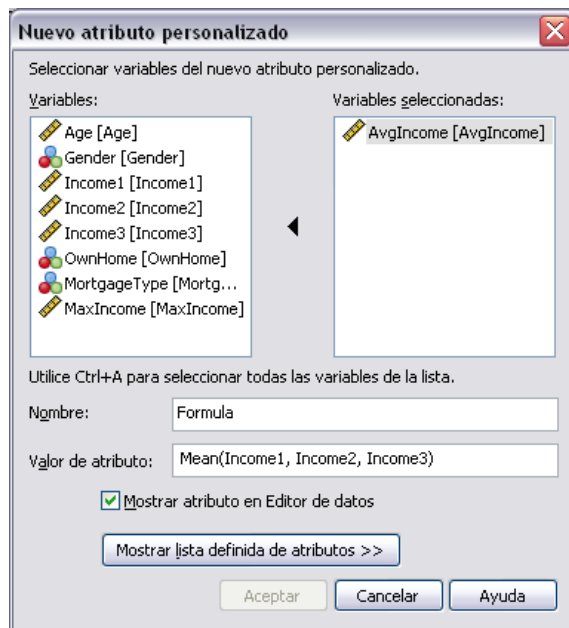 Nuevo atributo personalizado
Seleccionar variables del nuevo atributo personalizado.
Variables:
Age [Age]
Gender [Gender]
Income1 [Income1]
Income2 [Income2]
Income3 [Income3]
OwnHome [OwnHome]
MortgageType [Mortg...
MaxIncome [MaxIncome]
Variables seleccionadas:
AvgIncome [AvgIncome]
Utilice Ctrl+A para seleccionar todas las variables de la lista.
Nombre: Formula
Valor de atributo: Mean(Income1, Income2, Income3)
Mostrar atributo en Editor de datos
Mostrar lista definida de atributos >>
Aceptar Cancelar Ayuda